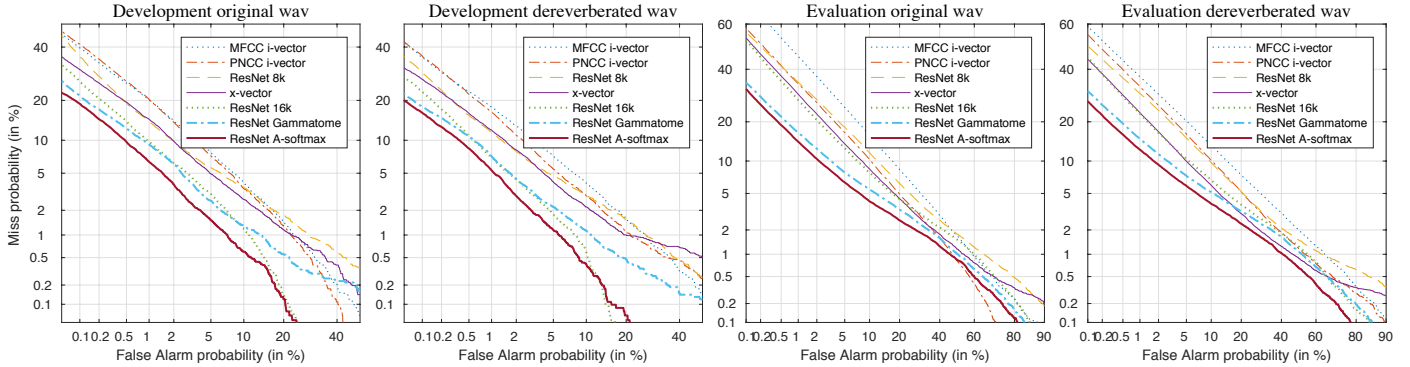 Development original wav
Miss probability (in %)
40
20
10
5
2
1
0.5
0.2
0.1
MFCC i-vector
PNCC i-vector
ResNet 8k
x-vector
ResNet 16k
ResNet Gammatome
ResNet A-softmax
0.1 0.2 0.5 1 2 5 10 20 40
False Alarm probability (in %)
Development dereverberated wav
40
20
10
5
2
1
0.5
0.2
0.1
MFCC i-vector
PNCC i-vector
ResNet 8k
x-vector
ResNet 16k
ResNet Gammatome
ResNet A-softmax
0.1 0.2 0.5 1 2 5 10 20 40
False Alarm probability (in %)
Evaluation original wav
60
40
20
10
5
2
1
0.5
0.2
0.1
MFCC i-vector
PNCC i-vector
ResNet 8k
x-vector
ResNet 16k
ResNet Gammatome
ResNet A-softmax
0.1 0.2 0.5 1 2 5 10 20 40 60 80 90
False Alarm probability (in %)
Evaluation dereverberated wav
60
40
20
10
5
2
1
0.5
0.2
0.1
MFCC i-vector
PNCC i-vector
ResNet 8k
x-vector
ResNet 16k
ResNet Gammatome
ResNet A-softmax
0.1 0.2 0.5 1 2 5 10 20 40 60 80 90
False Alarm probability (in %)